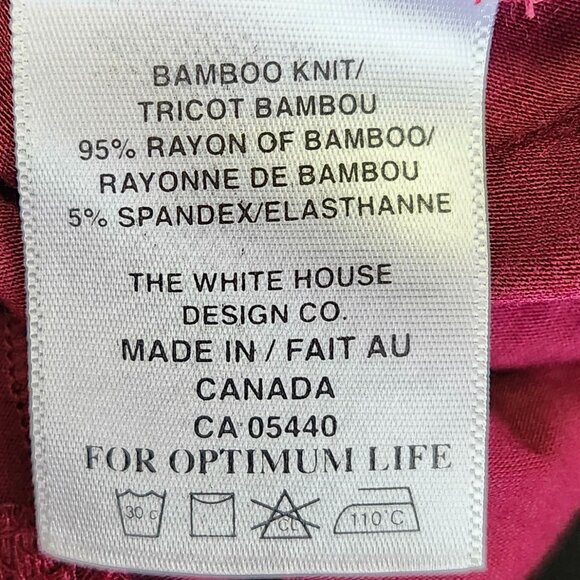 BAMBOO KNIT/
TRICOT BAMBOU
95% RAYON OF BAMBOO/
RAYONNE DE BAMBOU
5% SPANDEX/ELASTHANNE
THE WHITE HOUSE
DESIGN CO.
MADE IN / FAIT AU
CANADA
CA 05440
FOR OPTIMUM LIFE
30 c CL 110°C